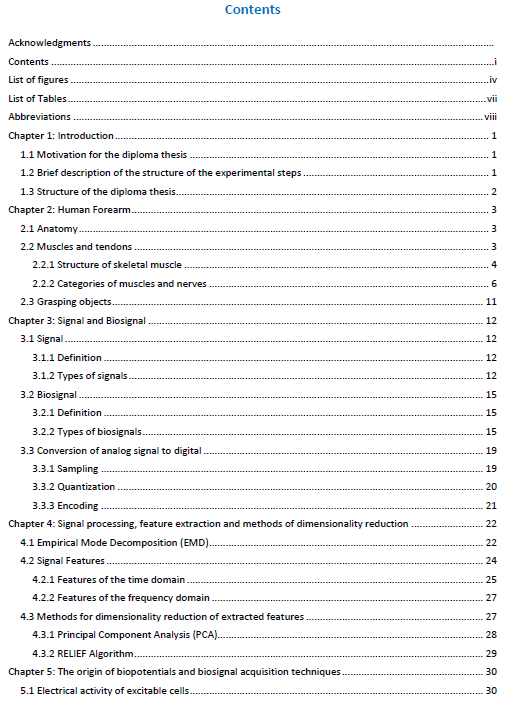 Contents
Acknowledgments
Contents i
List of figures iv
List of Tables vii
Abbreviations viii
Chapter 1: Introduction 1
1.1 Motivation for the diploma thesis 1
1.2 Brief description of the structure of the experimental steps 1
1.3 Structure of the diploma thesis 2
Chapter 2: Human Forearm 3
2.1 Anatomy 3
2.2 Muscles and tendons 3
2.2.1 Structure of skeletal muscle 4
2.2.2 Categories of muscles and nerves 6
2.3 Grasping objects 11
Chapter 3: Signal and Biosignal 12
3.1 Signal 12
3.1.1 Definition 12
3.1.2 Types of signals 12
3.2 Biosignal 15
3.2.1 Definition 15
3.2.2 Types of biosignals 15
3.3 Conversion of analog signal to digital 19
3.3.1 Sampling 19
3.3.2 Quantization 20
3.3.3 Encoding 21
Chapter 4: Signal processing, feature extraction and methods of dimensionality reduction 22
4.1 Empirical Mode Decomposition (EMD) 22
4.2 Signal Features 24
4.2.1 Features of the time domain 25
4.2.2 Features of the frequency domain 27
4.3 Methods for dimensionality reduction of extracted features 27
4.3.1 Principal Component Analysis (PCA) 28
4.3.2 RELIEF Algorithm 29
Chapter 5: The origin of biopotentials and biosignal acquisition techniques 30
5.1 Electrical activity of excitable cells 30